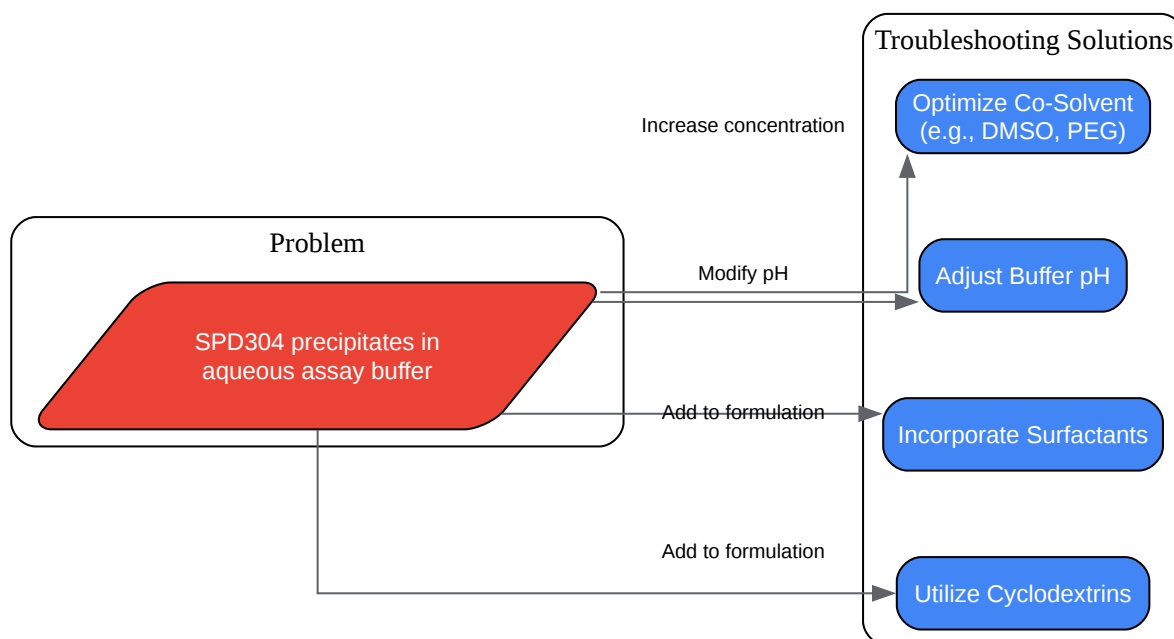 Troubleshooting Solutions
Optimize Co-Solvent
(e.g., DMSO, PEG)
Increase concentration
Problem
Modify pH
Adjust Buffer pH
SPD304 precipitates in
aqueous assay buffer
Add to formulation
Incorporate Surfactants
Add to formulation
Utilize Cyclodextrins